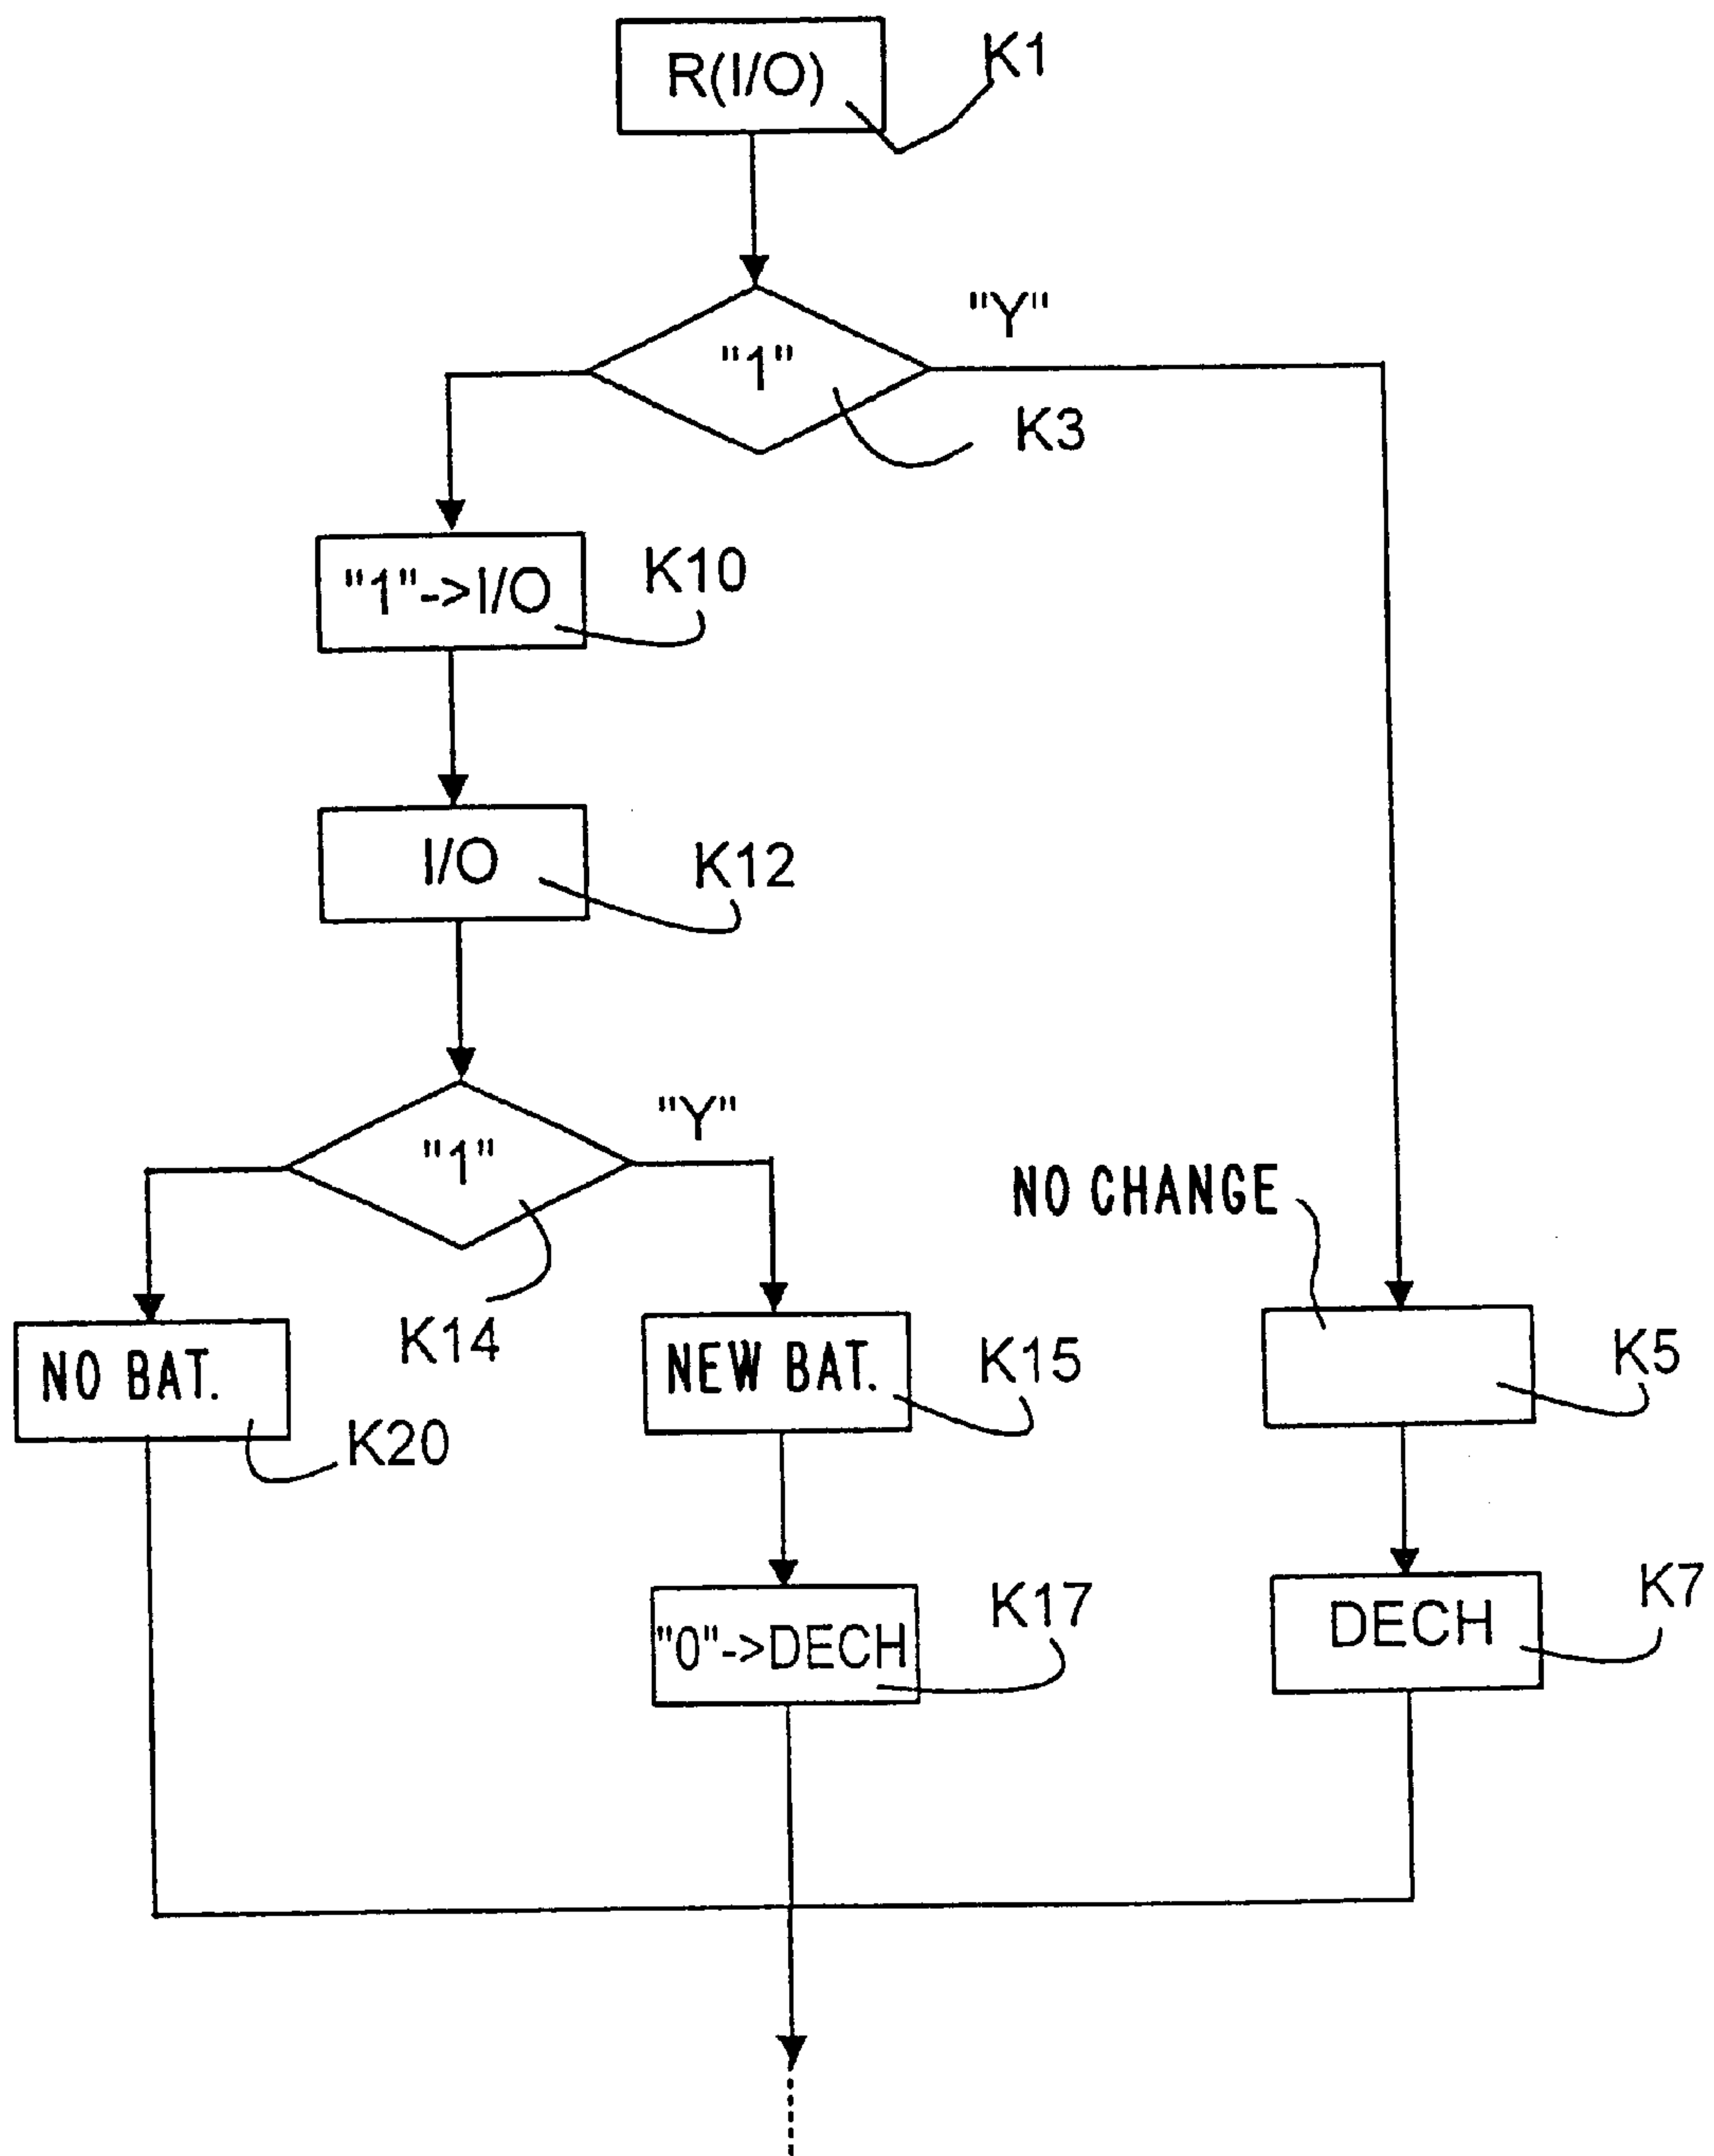 R(I/O)
K1
"Y"
"1"
K3
"1"->I/O
K10
I/O
K12
"Y"
"1"
K14
NO CHANGE
NO BAT.
K20
NEW BAT.
K15
K5
"0"->DECH
K17
DECH
K7